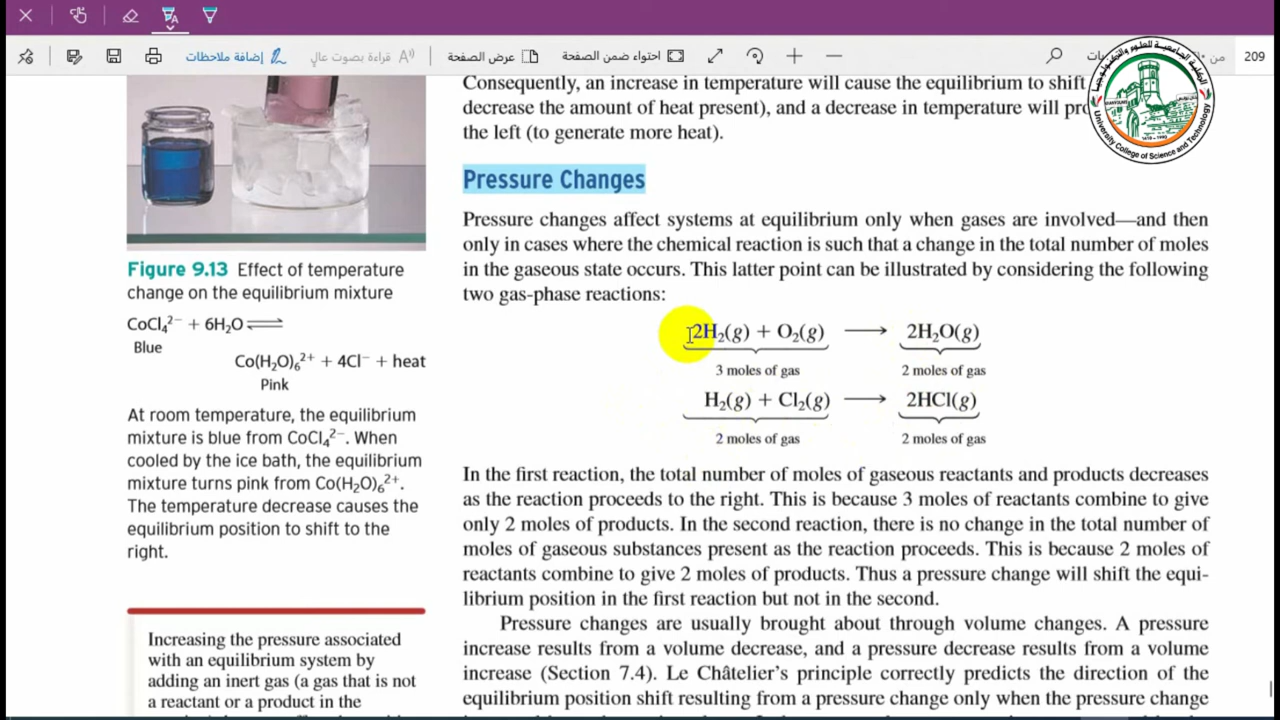 إضافة ملاحظات
قراءة بصوت عالٍ
عرض الصفحة
احتواء ضمن الصفحة
من
209
Consequently, an increase in temperature will cause the equilibrium to shift
decrease the amount of heat present), and a decrease in temperature will pro
the left (to generate more heat).
University College of Science and Technology
Pressure Changes
Pressure changes affect systems at equilibrium only when gases are involved—and then
only in cases where the chemical reaction is such that a change in the total number of moles
in the gaseous state occurs. This latter point can be illustrated by considering the following
two gas-phase reactions:
2H₂(g) + O₂(g) ⟶ 2H₂O(g)
3 moles of gas 2 moles of gas
H₂(g) + Cl₂(g) ⟶ 2HCl(g)
2 moles of gas 2 moles of gas
In the first reaction, the total number of moles of gaseous reactants and products decreases
as the reaction proceeds to the right. This is because 3 moles of reactants combine to give
only 2 moles of products. In the second reaction, there is no change in the total number of
moles of gaseous substances present as the reaction proceeds. This is because 2 moles of
reactants combine to give 2 moles of products. Thus a pressure change will shift the equi-
librium position in the first reaction but not in the second.
Pressure changes are usually brought about through volume changes. A pressure
increase results from a volume decrease, and a pressure decrease results from a volume
increase (Section 7.4). Le Châtelier’s principle correctly predicts the direction of the
equilibrium position shift resulting from a pressure change only when the pressure change
Figure 9.13 Effect of temperature
change on the equilibrium mixture
CoCl₄²⁻ + 6H₂O ⇌
Blue
Co(H₂O)₆²⁺ + 4Cl⁻ + heat
Pink
At room temperature, the equilibrium
mixture is blue from CoCl₄²⁻. When
cooled by the ice bath, the equilibrium
mixture turns pink from Co(H₂O)₆²⁺.
The temperature decrease causes the
equilibrium position to shift to the
right.
Increasing the pressure associated
with an equilibrium system by
adding an inert gas (a gas that is not
a reactant or a product in the